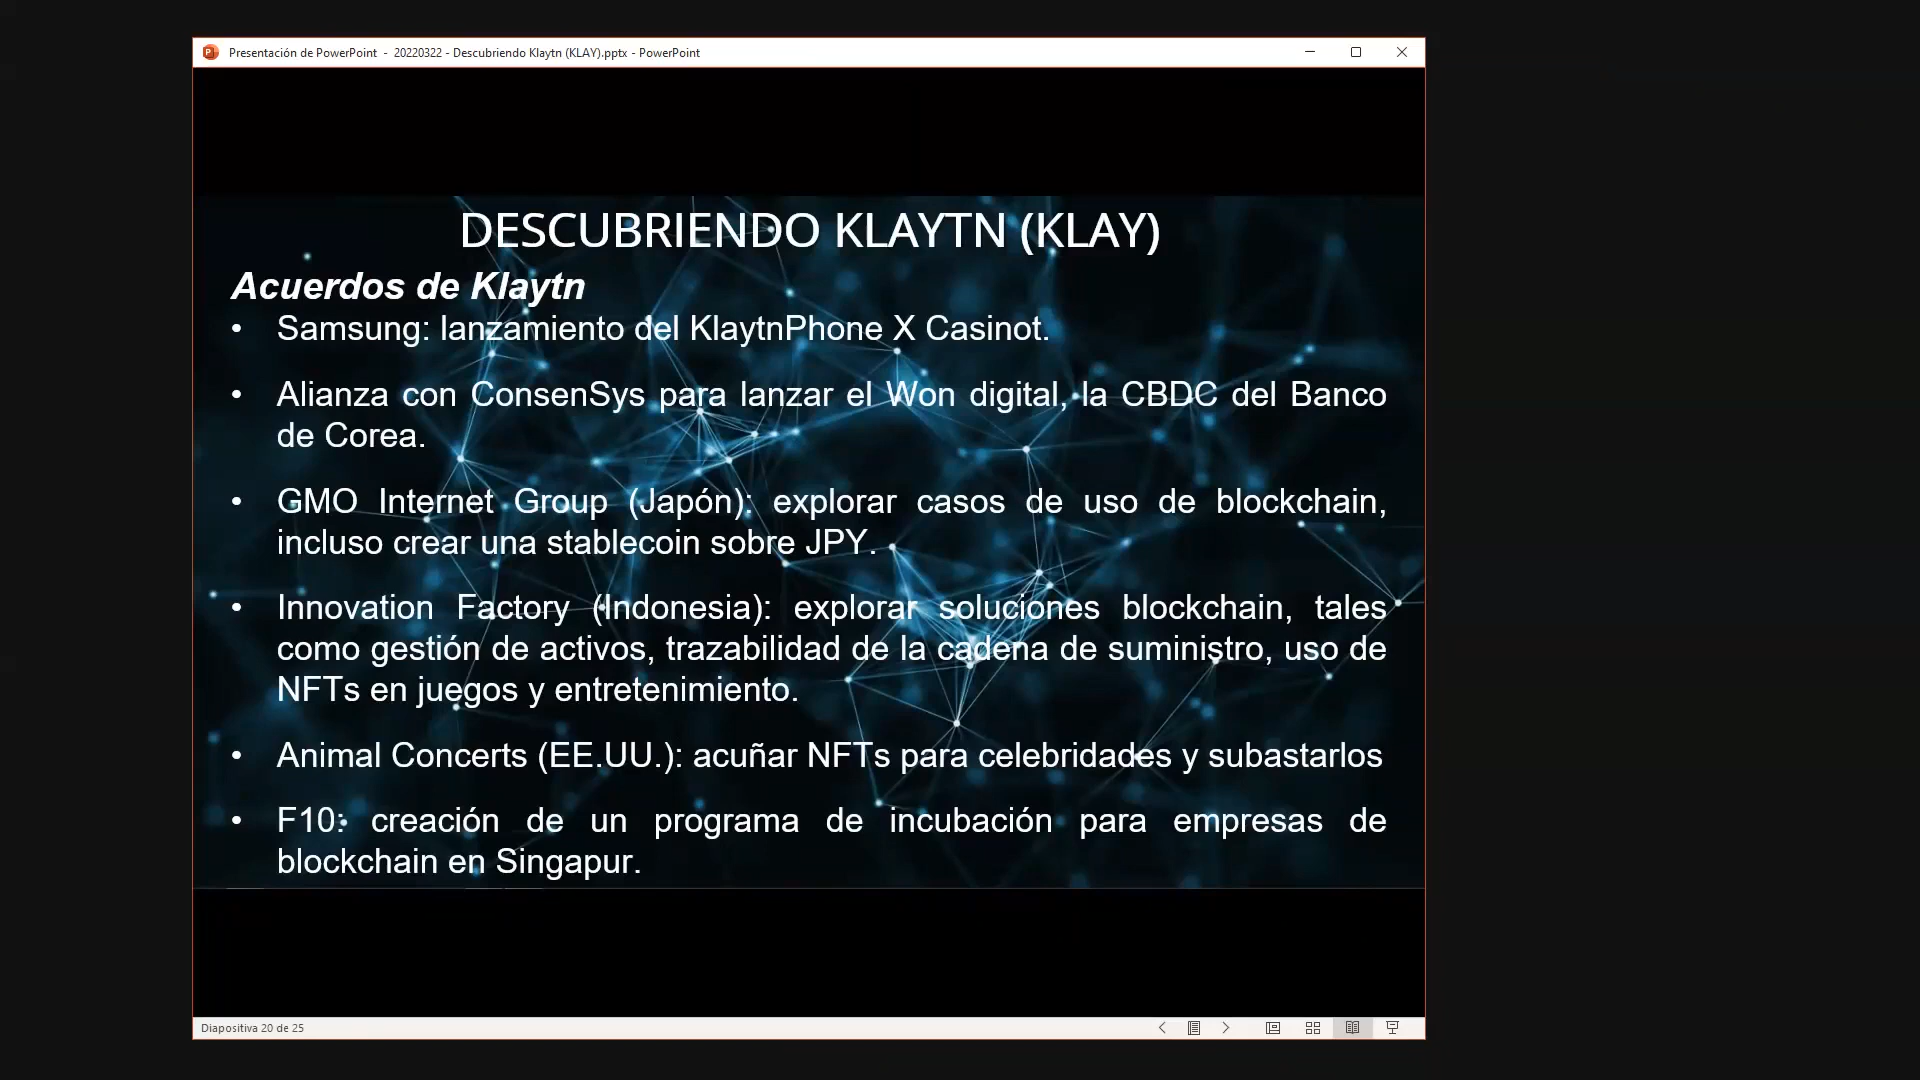 Presentación de PowerPoint - 20220322 - Descubriendo Klaytn (KLAY).pptx - PowerPoint
DESCUBRIENDO KLAYTN (KLAY)
Acuerdos de Klaytn
• Samsung: lanzamiento del KlaytnPhone X Casinot.
• Alianza con ConsenSys para lanzar el Won digital, la CBDC del Banco
de Corea.
• GMO Internet Group (Japón): explorar casos de uso de blockchain,
incluso crear una stablecoin sobre JPY.
• Innovation Factory (Indonesia): explorar soluciones blockchain, tales
como gestión de activos, trazabilidad de la cadena de suministro, uso de
NFTs en juegos y entretenimiento.
• Animal Concerts (EE.UU.): acuñar NFTs para celebridades y subastarlos
• F10: creación de un programa de incubación para empresas de
blockchain en Singapur.
Diapositiva 20 de 25